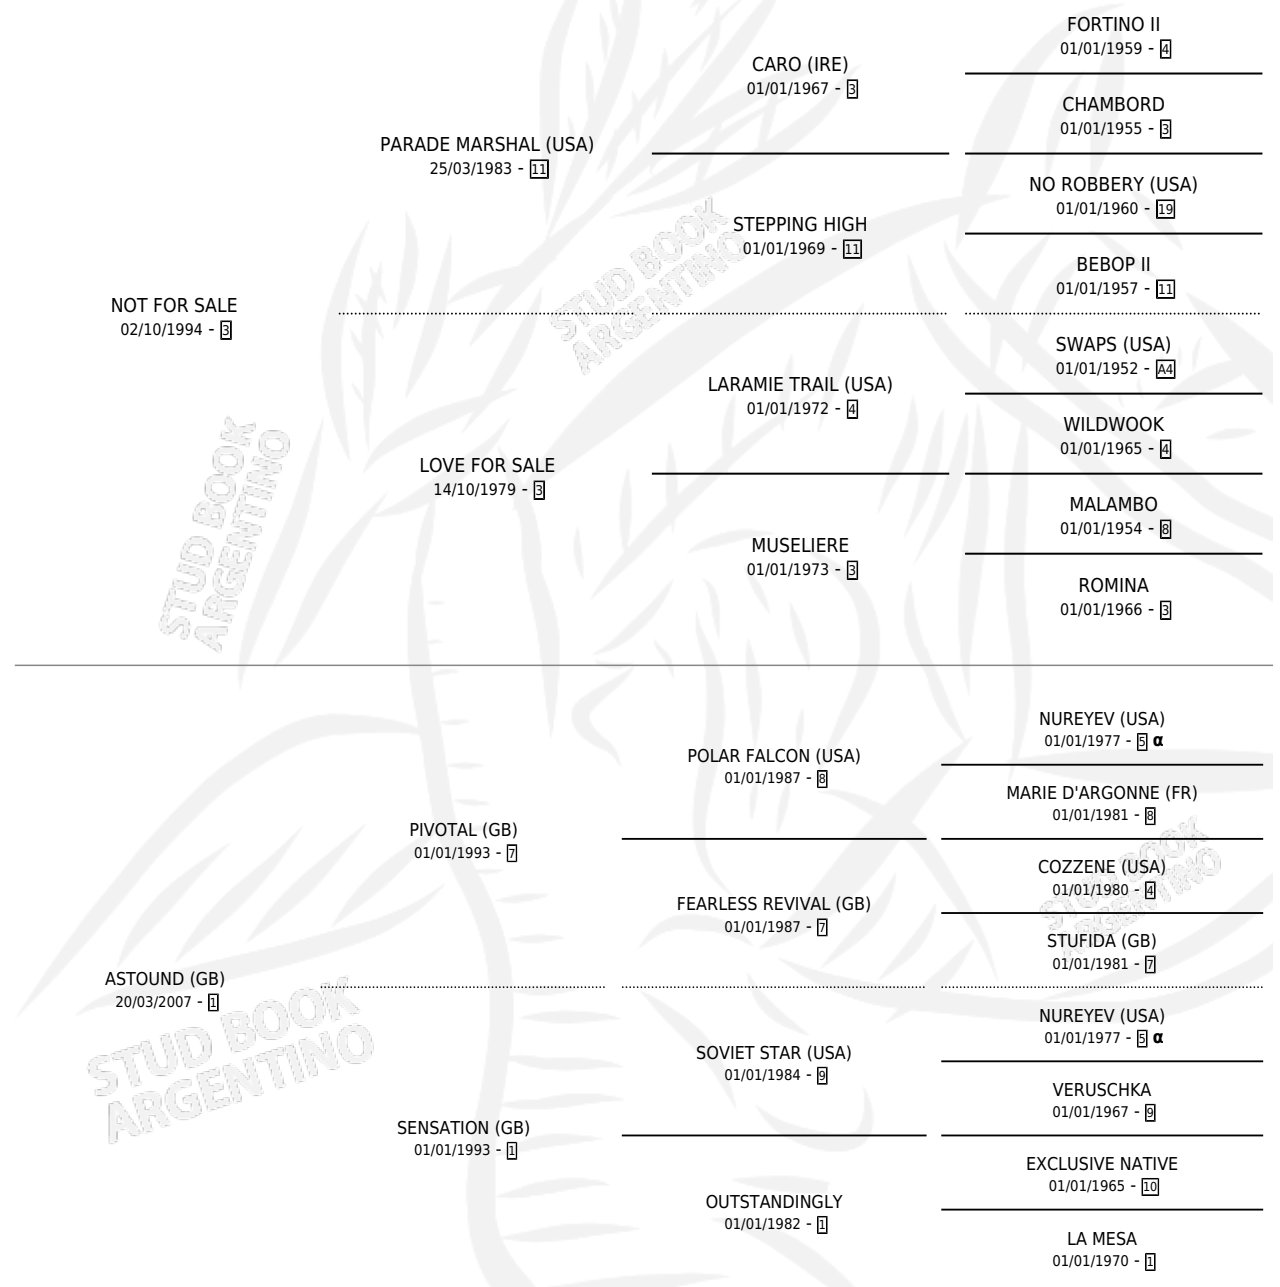 FORTINO II
01/01/1959 - 4
CARO (IRE)
01/01/1967 - 3
CHAMBORD
01/01/1955 - 3
PARADE MARSHAL (USA)
25/03/1983 - 11
NO ROBBERY (USA)
01/01/1960 - 19
STEPPING HIGH
01/01/1969 - 11
BEBOP II
01/01/1957 - 11
NOT FOR SALE
02/10/1994 - 3
SWAPS (USA)
01/01/1952 - A4
LARAMIE TRAIL (USA)
01/01/1972 - 4
WILDWOOK
01/01/1965 - 4
LOVE FOR SALE
14/10/1979 - 3
MALAMBO
01/01/1954 - 8
MUSELIERE
01/01/1973 - 3
ROMINA
01/01/1966 - 3
STUD BOOK
ARGENTINO
STUD BOOK
ARGENTINO
NUREYEV (USA)
01/01/1977 - 5 α
POLAR FALCON (USA)
01/01/1987 - 8
MARIE D'ARGONNE (FR)
01/01/1981 - 8
PIVOTAL (GB)
01/01/1993 - 7
COZZENE (USA)
01/01/1980 - 4
FEARLESS REVIVAL (GB)
01/01/1987 - 7
STUFIDA (GB)
01/01/1981 - 7
ASTOUND (GB)
20/03/2007 - 1
NUREYEV (USA)
01/01/1977 - 5 α
SOVIET STAR (USA)
01/01/1984 - 9
VERUSCHKA
01/01/1967 - 9
SENSATION (GB)
01/01/1993 - 1
EXCLUSIVE NATIVE
01/01/1965 - 10
OUTSTANDINGLY
01/01/1982 - 1
LA MESA
01/01/1970 - 1
STUD BOOK
ARGENTINO
STUD BOOK
ARGENTINO